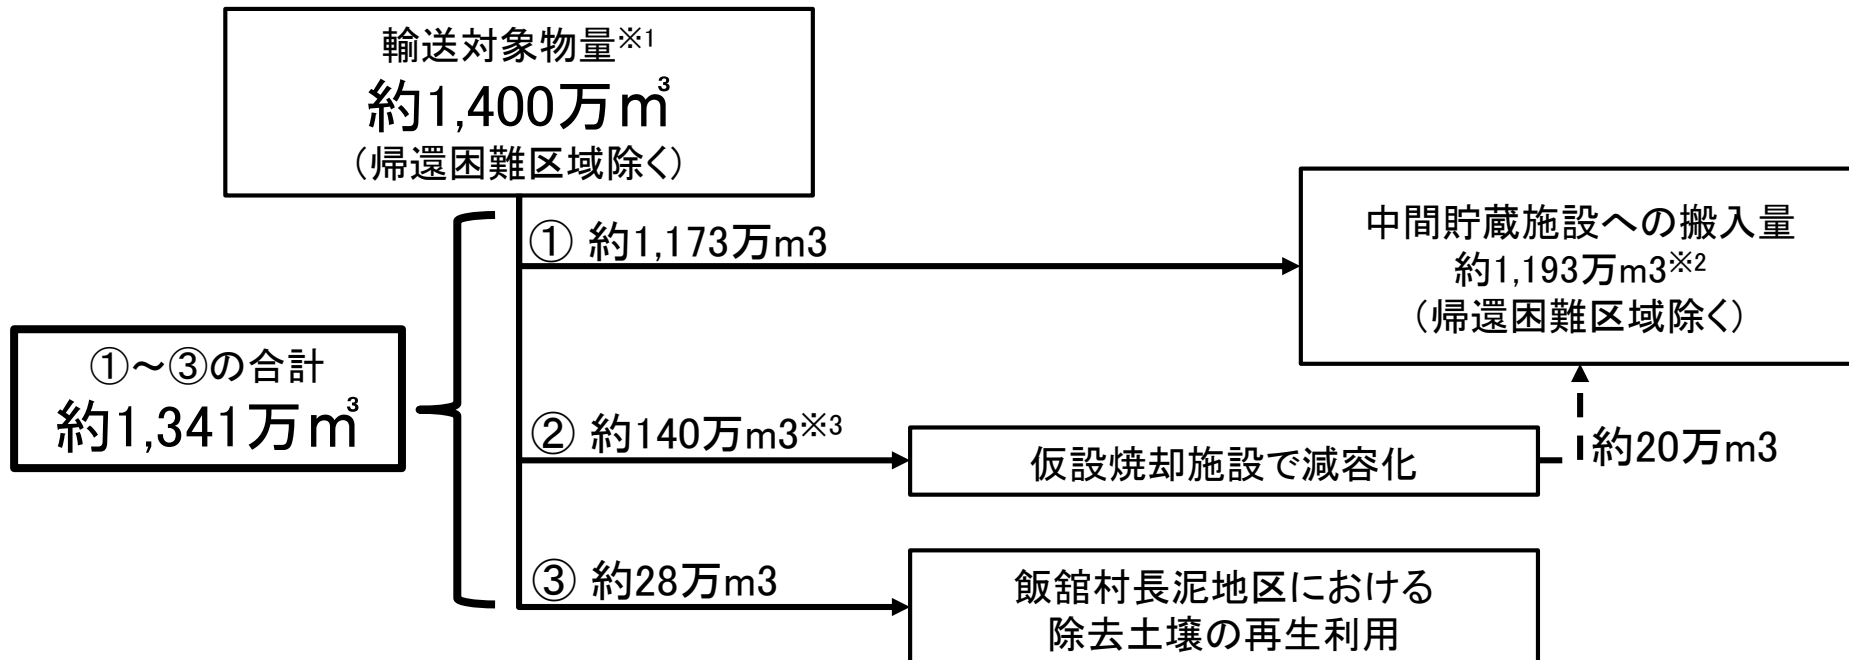 輸送対象物量※1
約1,400万㎥
（帰還困難区域除く）
① 約1,173万m3
中間貯蔵施設への搬入量
約1,193万m3※2
（帰還困難区域除く）
①～③の合計
約1,341万㎥
② 約140万m3※3
仮設焼却施設で減容化
約20万m3
③ 約28万m3
飯舘村長泥地区における
除去土壌の再生利用